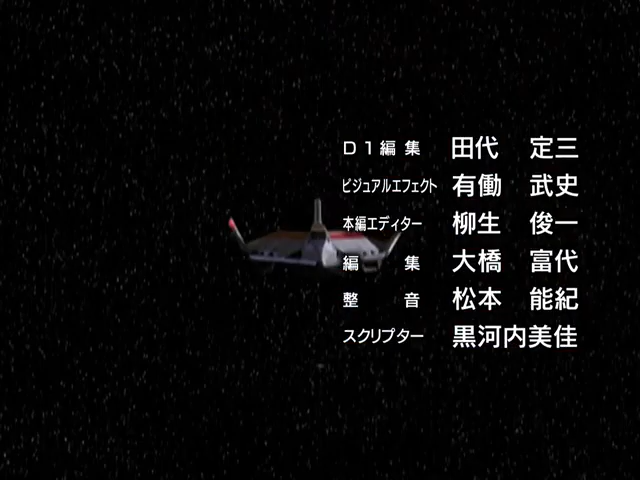 D1編集 田代 定三
ビジュアルエフェクト 有働 武史
本編エディター 柳生 俊一
編集 大橋 富代
整音 松本 能紀
スクリプター 黒河内美佳